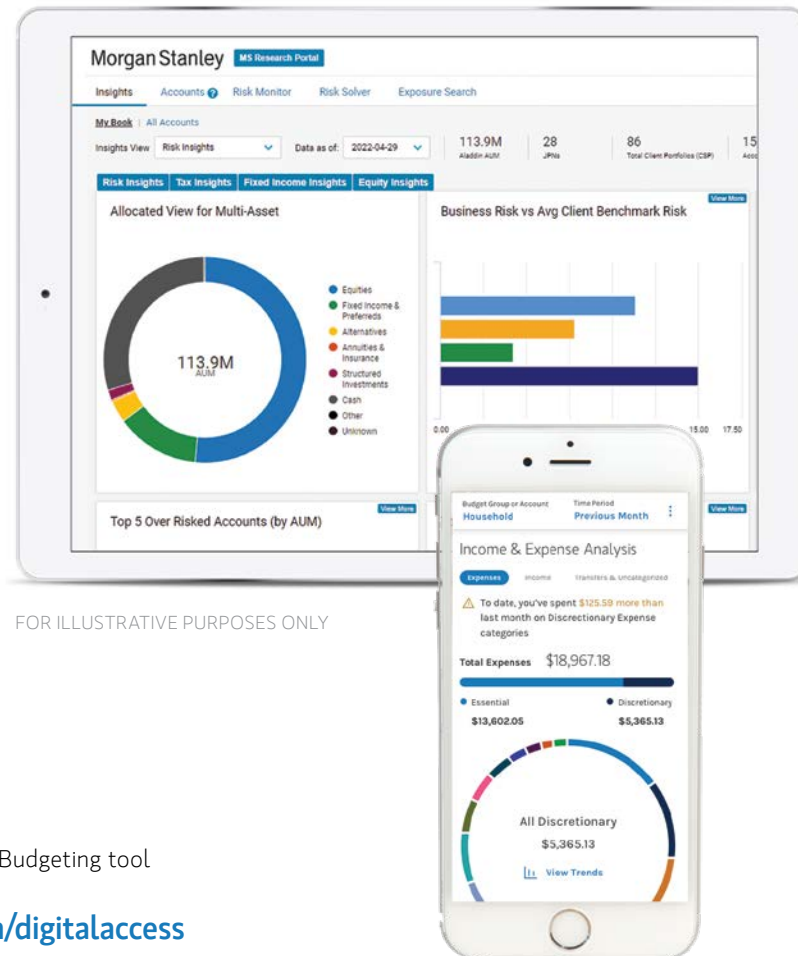 Morgan Stanley MS Research Portal
Insights Accounts ? Risk Monitor Risk Solver Exposure Search
My Book | All Accounts
Insights View Risk Insights Data as of: 2022-04-29 113.9M 28 86 15
Aladdin AUM JPNs Total Client Portfolios (CSP)
Risk Insights Tax Insights Fixed Income Insights Equity Insights
Allocated View for Multi-Asset
113.9M
AUM
Equities
Fixed Income &
Preferreds
Alternatives
Annuities &
Insurance
Structured
Investments
Cash
Other
Unknown
View More
Business Risk vs Avg Client Benchmark Risk
0.00 15.00 17.50
View More
Top 5 Over Risked Accounts (by AUM)
View More
FOR ILLUSTRATIVE PURPOSES ONLY
Budget Group or Account Time Period
Household Previous Month
Income & Expense Analysis
Expenses Income Transfers & Uncategorized
To date, you've spent $125.59 more than
last month on Discrectionary Expense
categories
Total Expenses $18,967.18
Essential Discretionary
$13,602.05 $5,365.13
All Discretionary
$5,365.13
View Trends
Budgeting tool
/digitalaccess